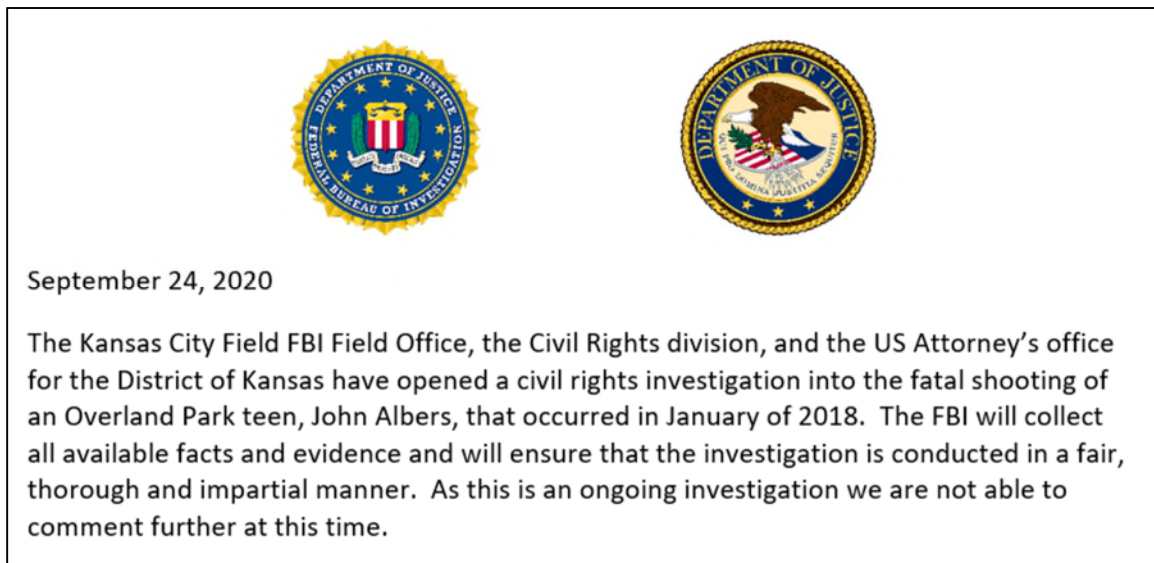 DEPARTMENT OF JUSTICE
FEDERAL BUREAU OF INVESTIGATION
DEPARTMENT OF JUSTICE
QUI PRO DOMINA JUSTITIA SEQUITUR
September 24, 2020
The Kansas City Field FBI Field Office, the Civil Rights division, and the US Attorney’s office
for the District of Kansas have opened a civil rights investigation into the fatal shooting of
an Overland Park teen, John Albers, that occurred in January of 2018.  The FBI will collect
all available facts and evidence and will ensure that the investigation is conducted in a fair,
thorough and impartial manner.  As this is an ongoing investigation we are not able to
comment further at this time.